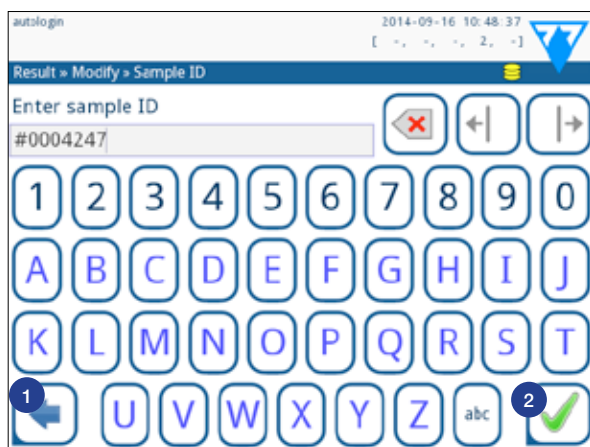 autologin
2014-09-16 10:48:37
[ -, -, -, 2, -]
Result » Modify » Sample ID
Enter sample ID
#0004247
1 2 3 4 5 6 7 8 9 0
A B C D E F G H I J
K L M N O P Q R S T
1 U V W X Y Z abc 2